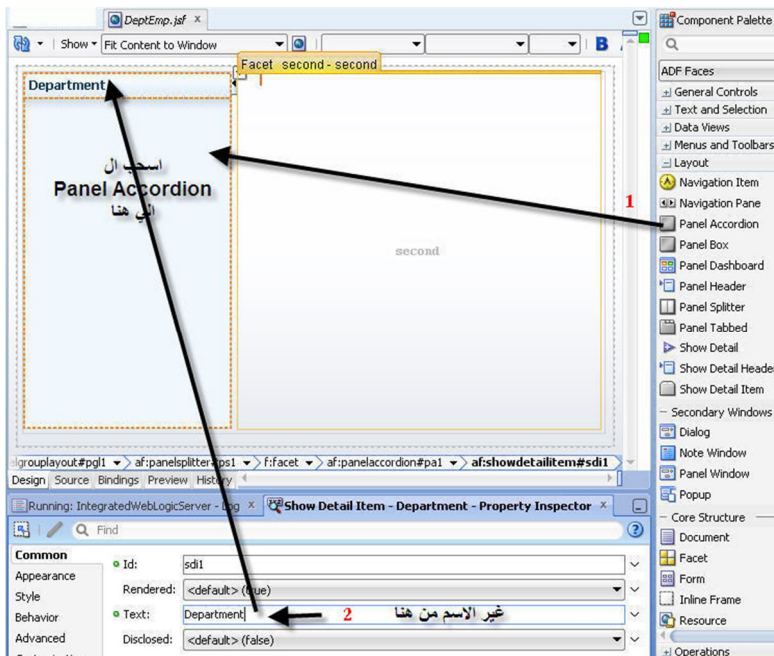 DeptEmp.jsf x
Component Palette
Show Fit Content to Window B
ADF Faces
General Controls
Text and Selection
Data Views
Menus and Toolbars
Layout
Navigation Item
Navigation Pane
Panel Accordion
Panel Box
Panel Dashboard
Panel Header
Panel Splitter
Panel Tabbed
Show Detail
Show Detail Header
Show Detail Item
Secondary Windows
Dialog
Note Window
Panel Window
Popup
Core Structure
Document
Facet
Form
Inline Frame
Resource
Operations
Facet second - second
Department
اسحب ال
Panel Accordion
الي هنا
1
second
grouplayout#pgl1 af:panelsplitter#ps1 f:facet af:panelaccordion#pa1 af:showdetailitem#sdi1
Design Source Bindings Preview History
Running: IntegratedWebLogicServer - Log x Show Detail Item - Department - Property Inspector x
Find
Common
Appearance
Style
Behavior
Advanced
Id: sdi1
Rendered: <default> (true)
Text: Department 2 غير الاسم من هنا
Disclosed: <default> (false)